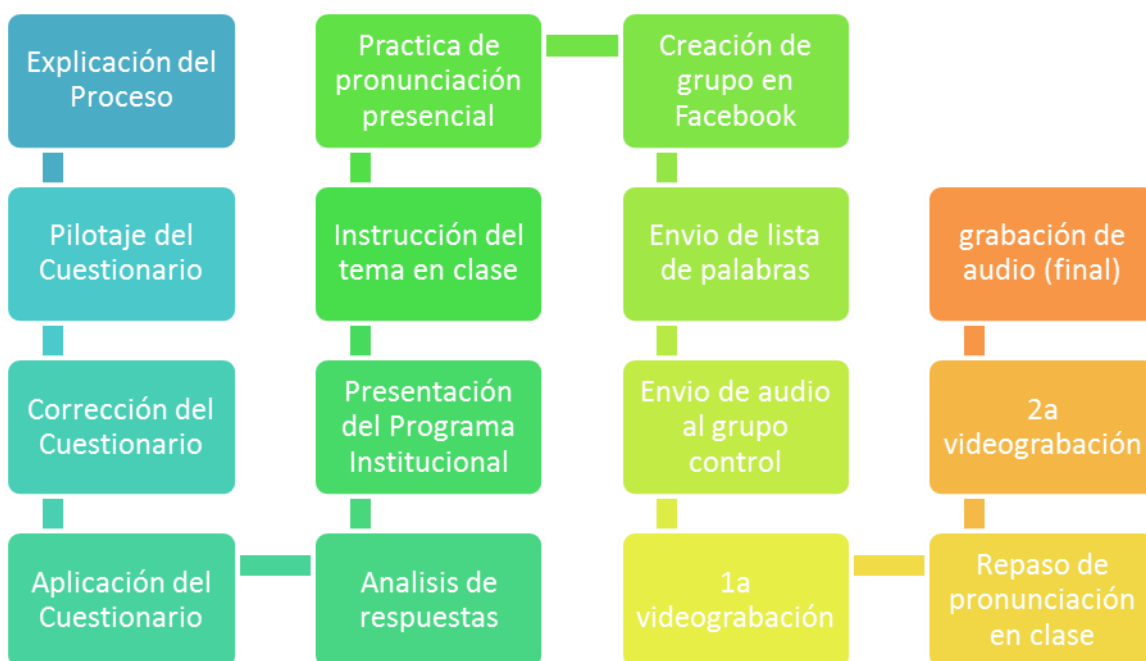 Explicación del
Proceso
Pilotaje del
Cuestionario
Corrección del
Cuestionario
Aplicación del
Cuestionario
Analisis de
respuestas
Presentación
del Programa
Institucional
Instrucción del
tema en clase
Practica de
pronunciación
presencial
Creación de
grupo en
Facebook
Envio de lista
de palabras
Envio de audio
al grupo
control
1a
videograbación
Repaso de
pronunciación
en clase
2a
videograbación
grabación de
audio (final)